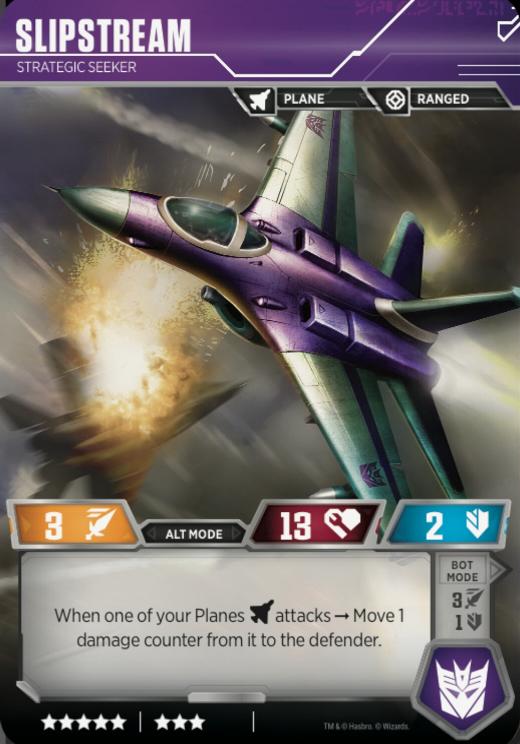 SLIPSTREAM
STRATEGIC SEEKER
PLANE
RANGED
3
ALT MODE
13
2
BOT
MODE
3
1
When one of your Planes attacks → Move 1
damage counter from it to the defender.
TM & © Hasbro. © Wizards.